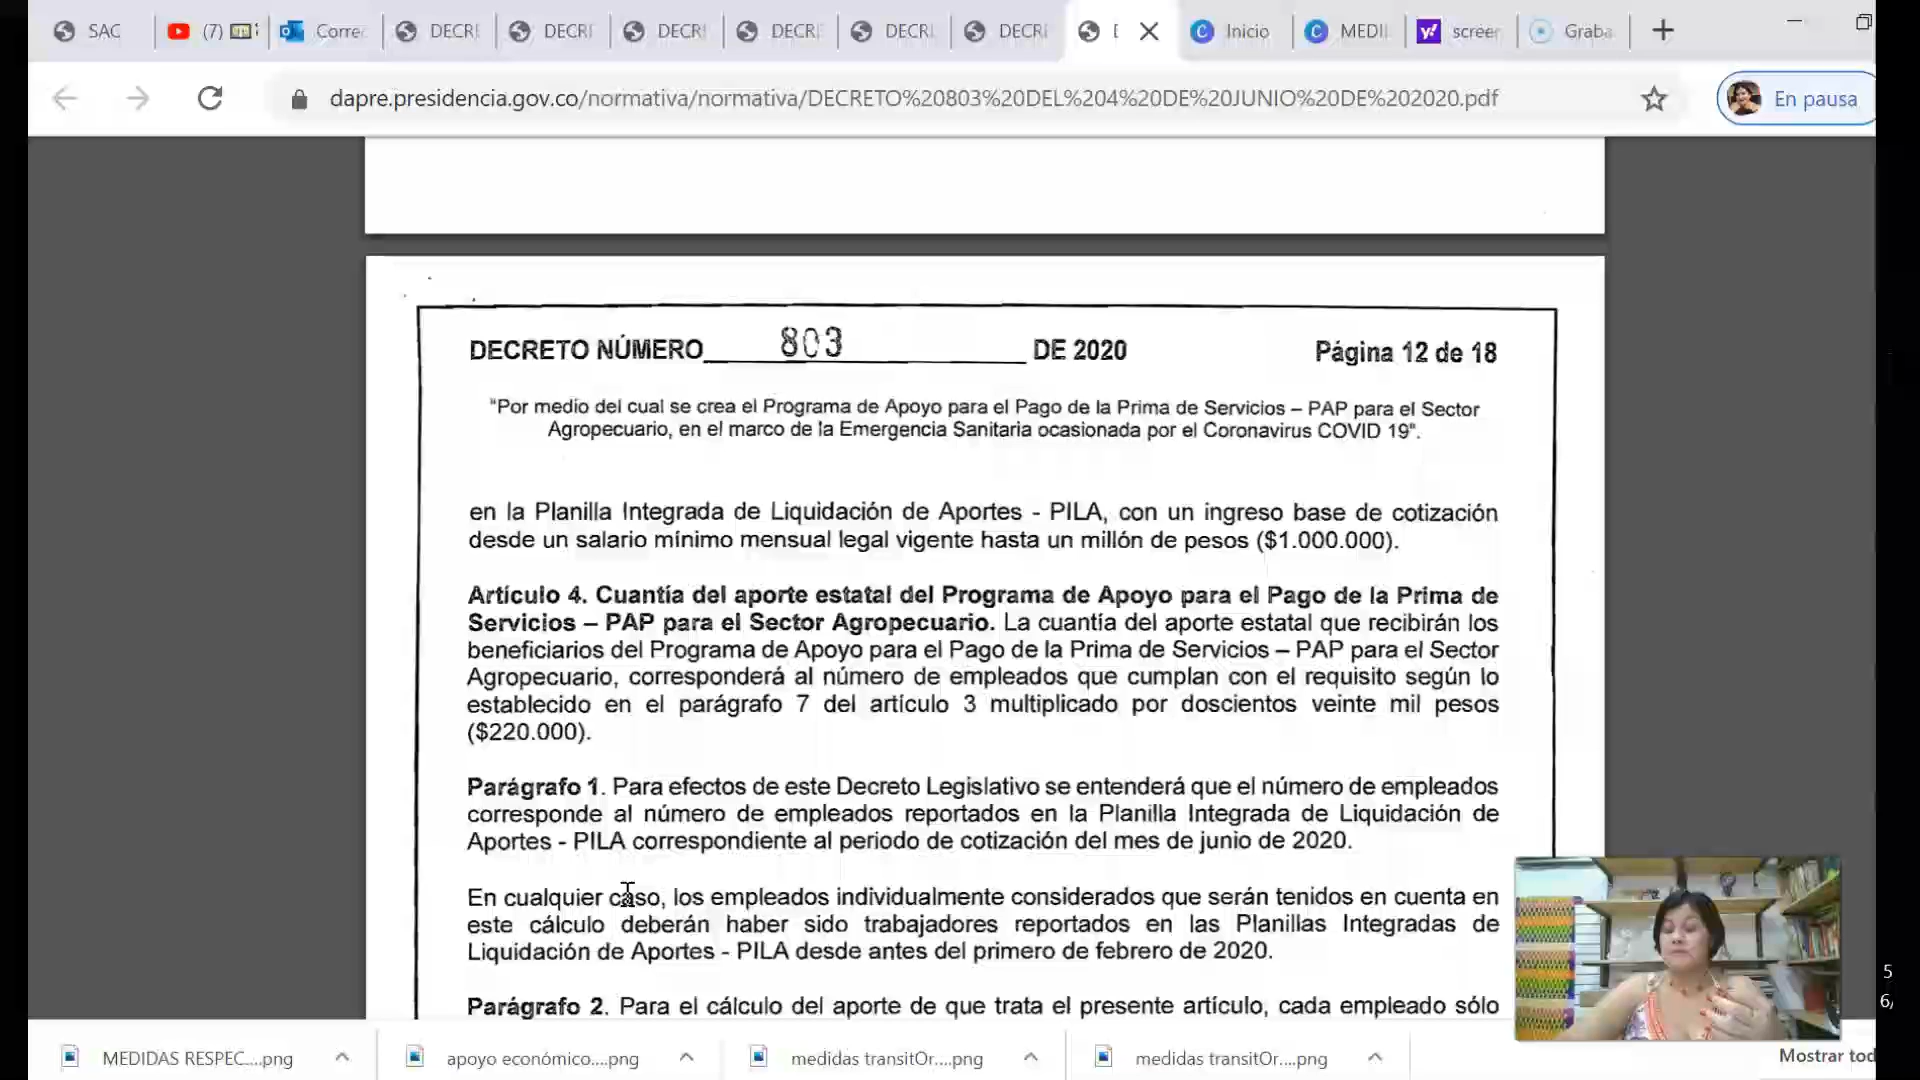 SAC
(7)
Corre
DECRI
DECRI
DECRI
DECRI
DECRI
DECRI
Inicio
MEDI
screer
Graba
dapre.presidencia.gov.co/normativa/normativa/DECRETO%20803%20DEL%204%20DE%20JUNIO%20DE%202020.pdf
En pausa
DECRETO NÚMERO 803 DE 2020 Página 12 de 18
"Por medio del cual se crea el Programa de Apoyo para el Pago de la Prima de Servicios – PAP para el Sector
Agropecuario, en el marco de la Emergencia Sanitaria ocasionada por el Coronavirus COVID 19".
en la Planilla Integrada de Liquidación de Aportes - PILA, con un ingreso base de cotización
desde un salario mínimo mensual legal vigente hasta un millón de pesos ($1.000.000).
Artículo 4. Cuantía del aporte estatal del Programa de Apoyo para el Pago de la Prima de
Servicios – PAP para el Sector Agropecuario. La cuantía del aporte estatal que recibirán los
beneficiarios del Programa de Apoyo para el Pago de la Prima de Servicios – PAP para el Sector
Agropecuario, corresponderá al número de empleados que cumplan con el requisito según lo
establecido en el parágrafo 7 del artículo 3 multiplicado por doscientos veinte mil pesos
($220.000).
Parágrafo 1. Para efectos de este Decreto Legislativo se entenderá que el número de empleados
corresponde al número de empleados reportados en la Planilla Integrada de Liquidación de
Aportes - PILA correspondiente al periodo de cotización del mes de junio de 2020.
En cualquier caso, los empleados individualmente considerados que serán tenidos en cuenta en
este cálculo deberán haber sido trabajadores reportados en las Planillas Integradas de
Liquidación de Aportes - PILA desde antes del primero de febrero de 2020.
Parágrafo 2. Para el cálculo del aporte de que trata el presente artículo, cada empleado sólo
5
6/
MEDIDAS RESPEC....png
apoyo económico....png
medidas transitOr....png
medidas transitOr....png
Mostrar tod